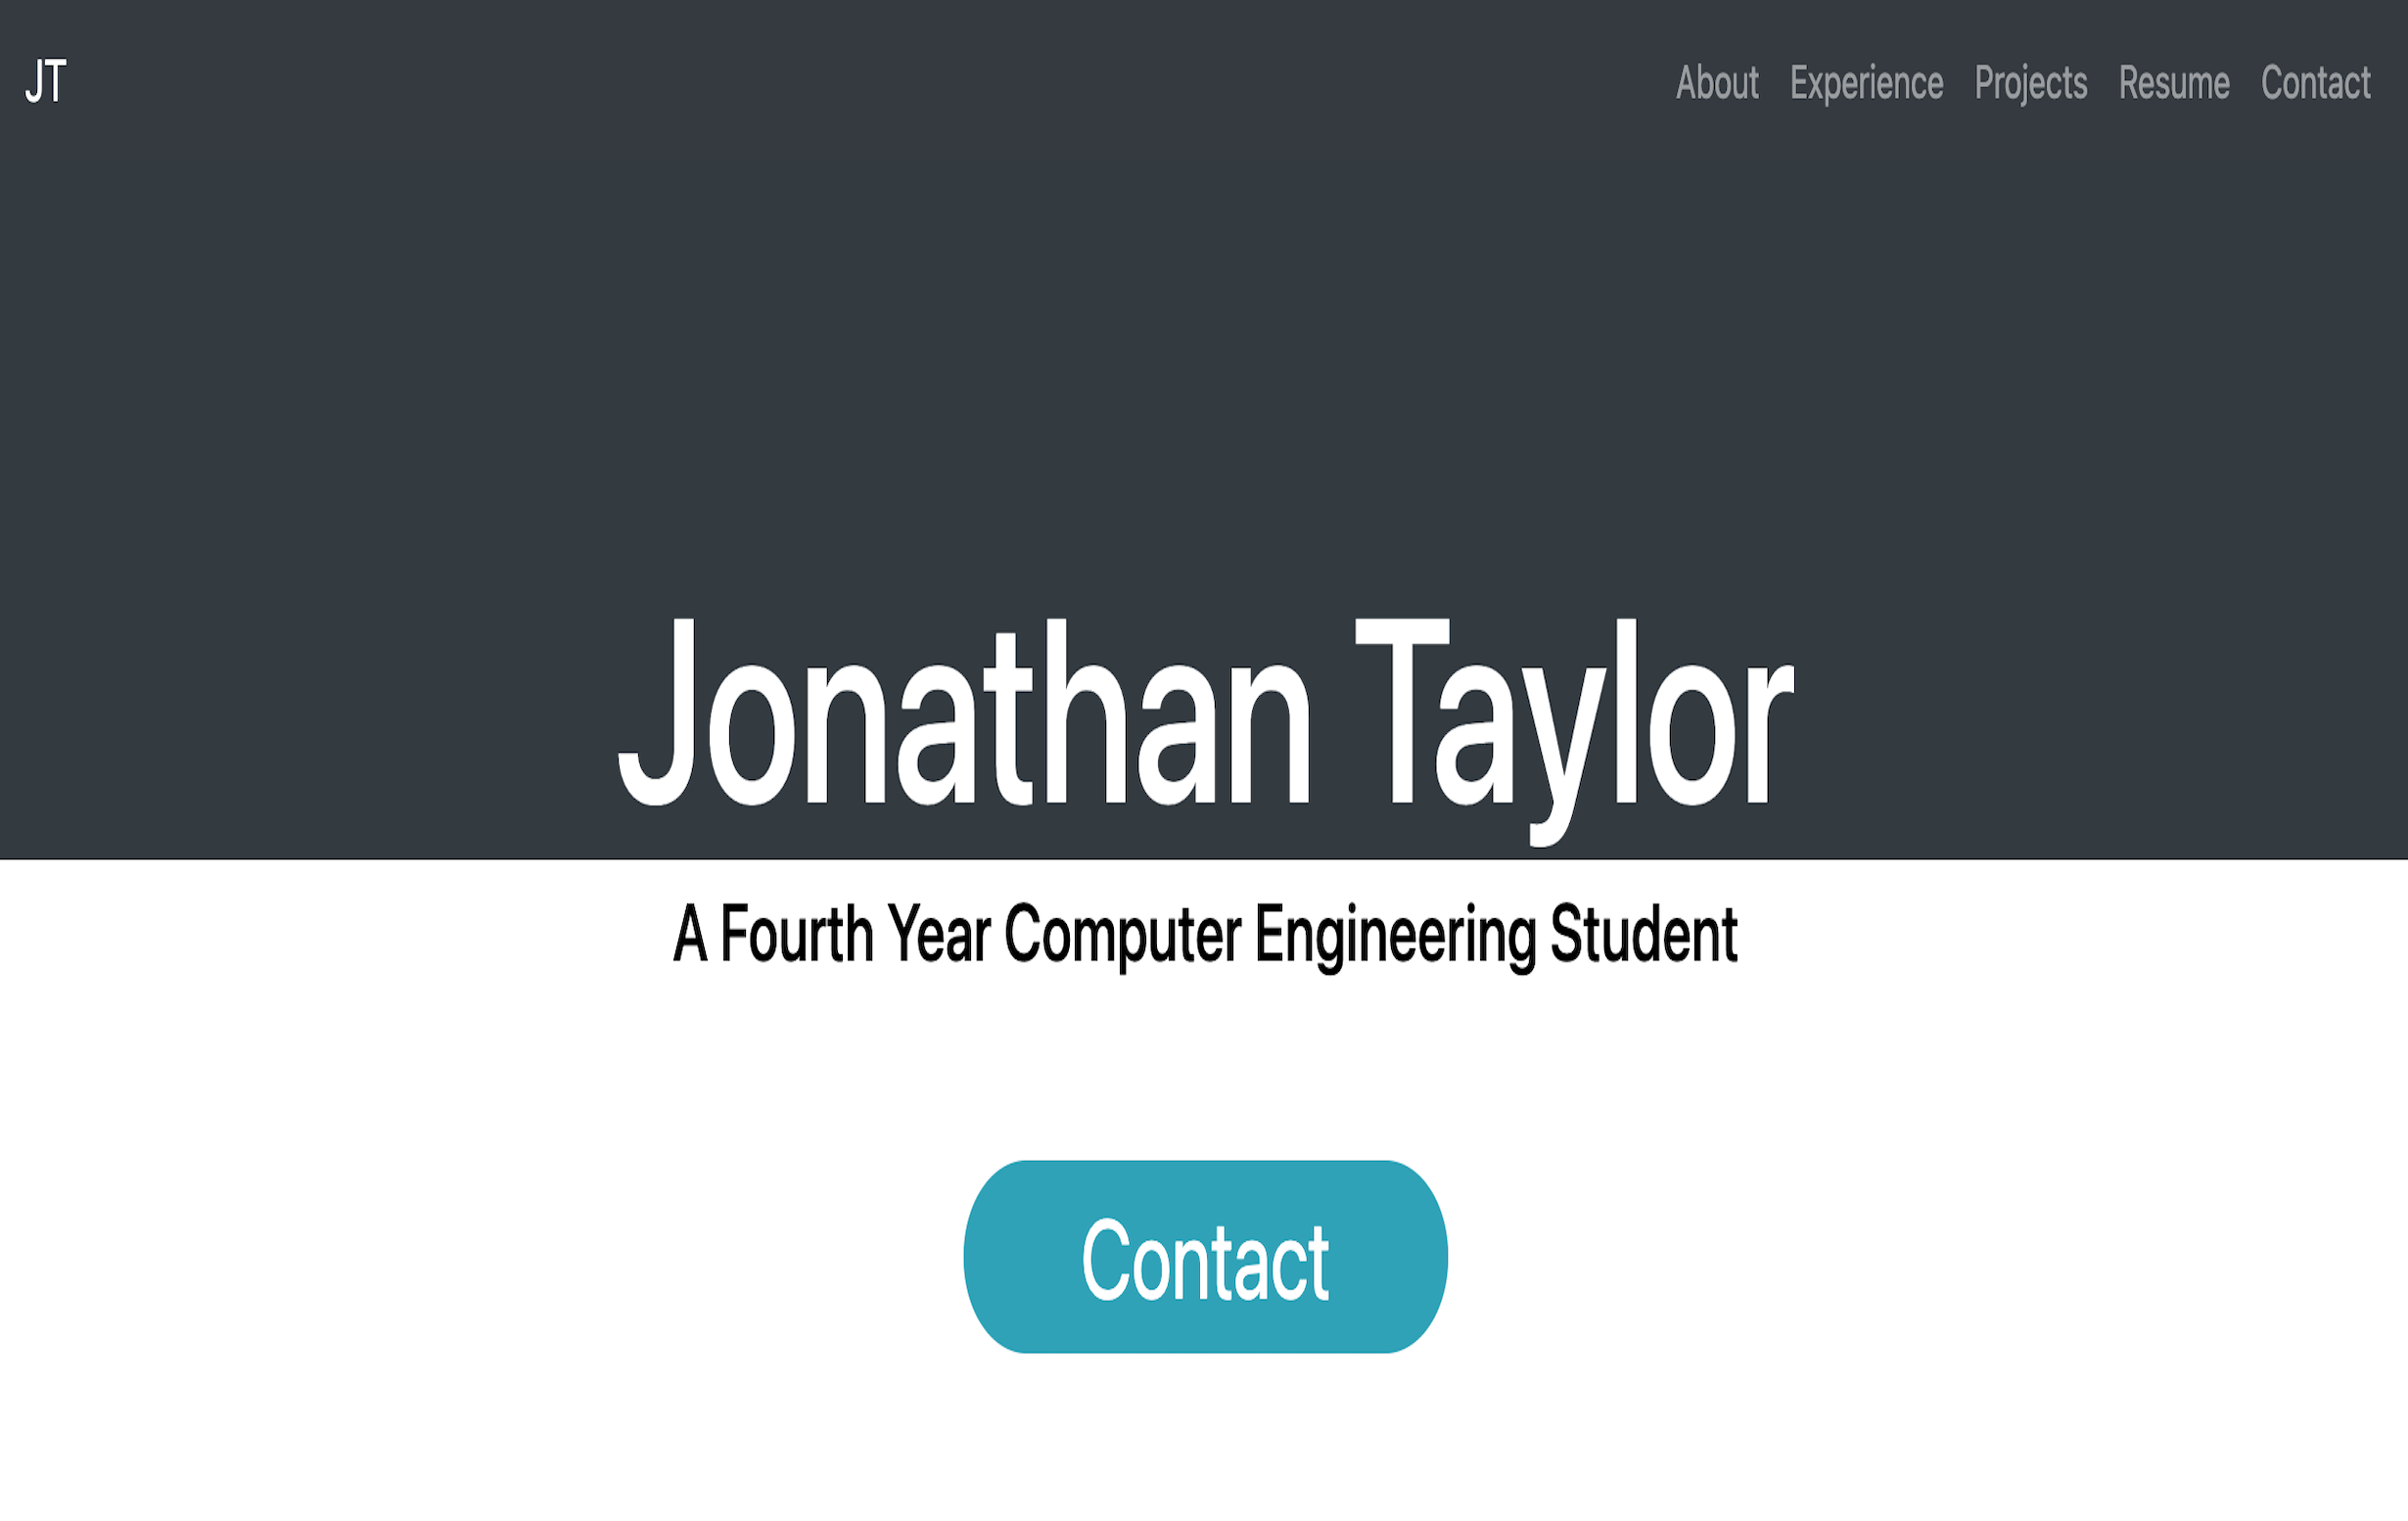 JT
About Experience Projects Resume Contact
Jonathan Taylor
A Fourth Year Computer Engineering Student
Contact